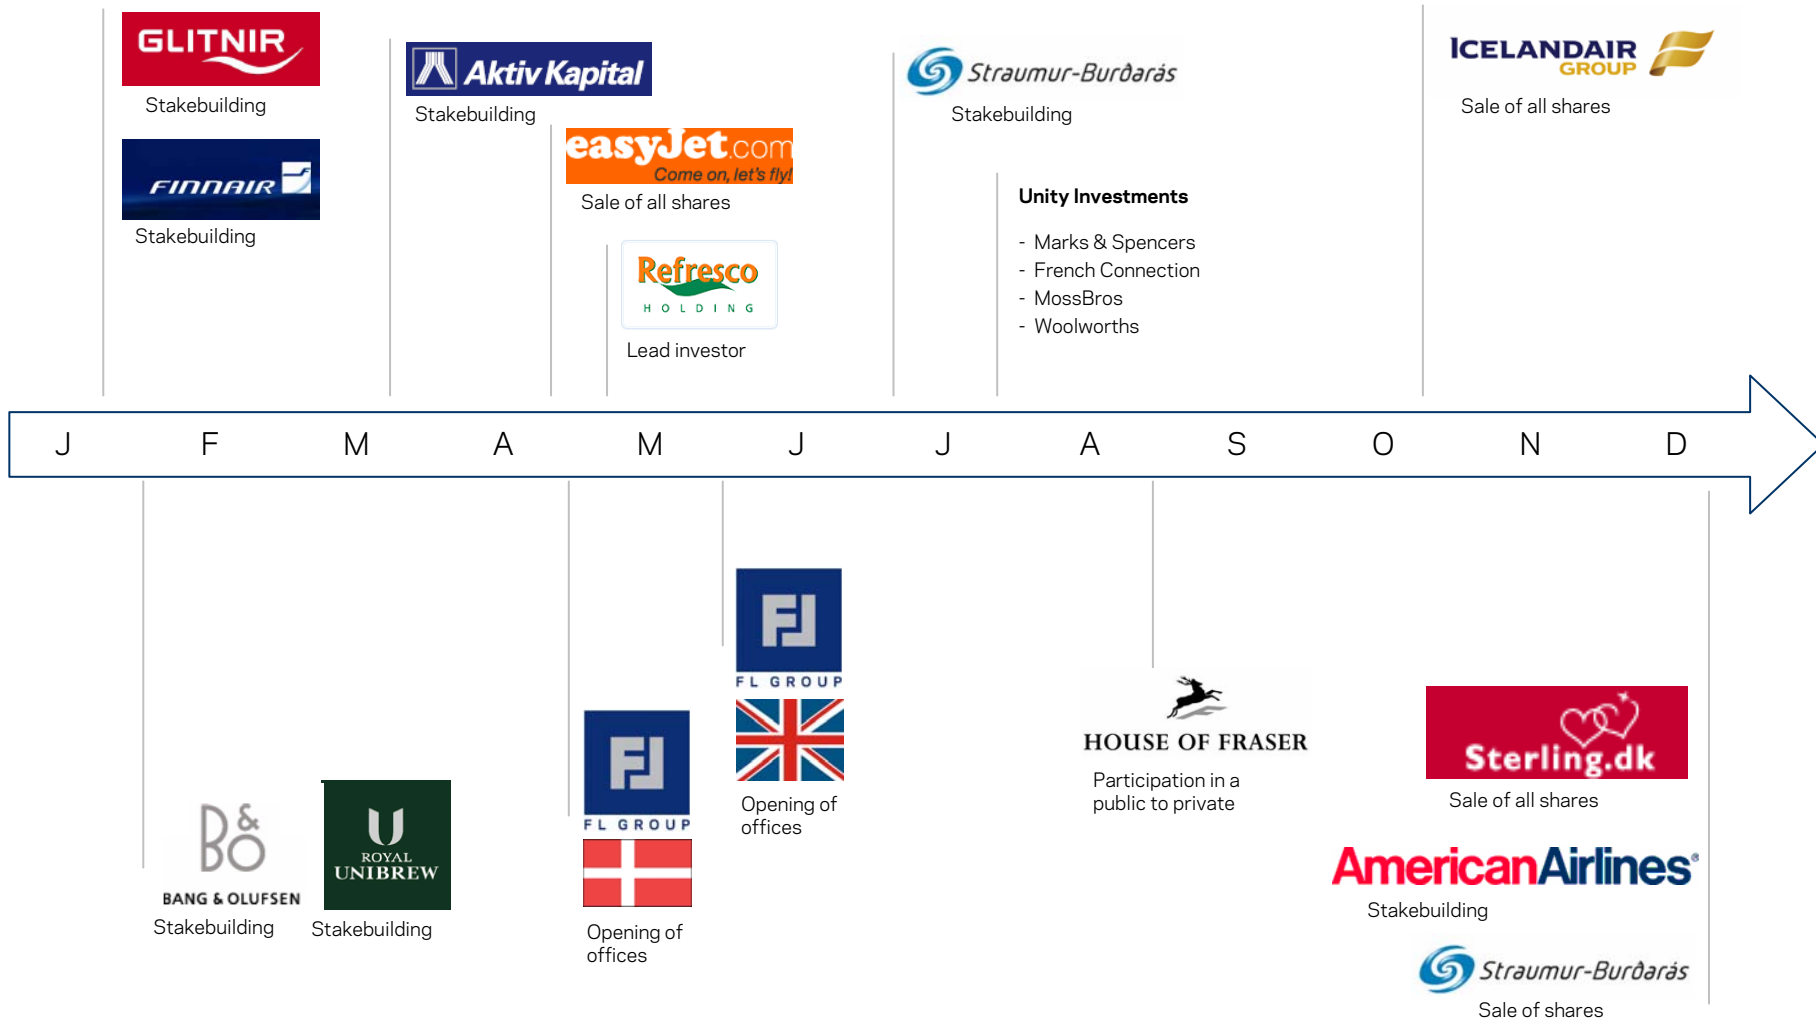 GLITNIR
Stakebuilding
FINNAIR
Stakebuilding
Aktiv Kapital
Stakebuilding
easyJet.com
Come on, let's fly!
Sale of all shares
Refresco
HOLDING
Lead investor
Straumur-Burðarás
Stakebuilding
Unity Investments
- Marks & Spencers
- French Connection
- MossBros
- Woolworths
ICELANDAIR
GROUP
Sale of all shares
J F M A M J J A S O N D
B&O
BANG & OLUFSEN
Stakebuilding
ROYAL
UNIBREW
Stakebuilding
FL GROUP
Opening of
offices
FL GROUP
Opening of
offices
HOUSE OF FRASER
Participation in a
public to private
Sterling.dk
Sale of all shares
AmericanAirlines®
Stakebuilding
Straumur-Burðarás
Sale of shares